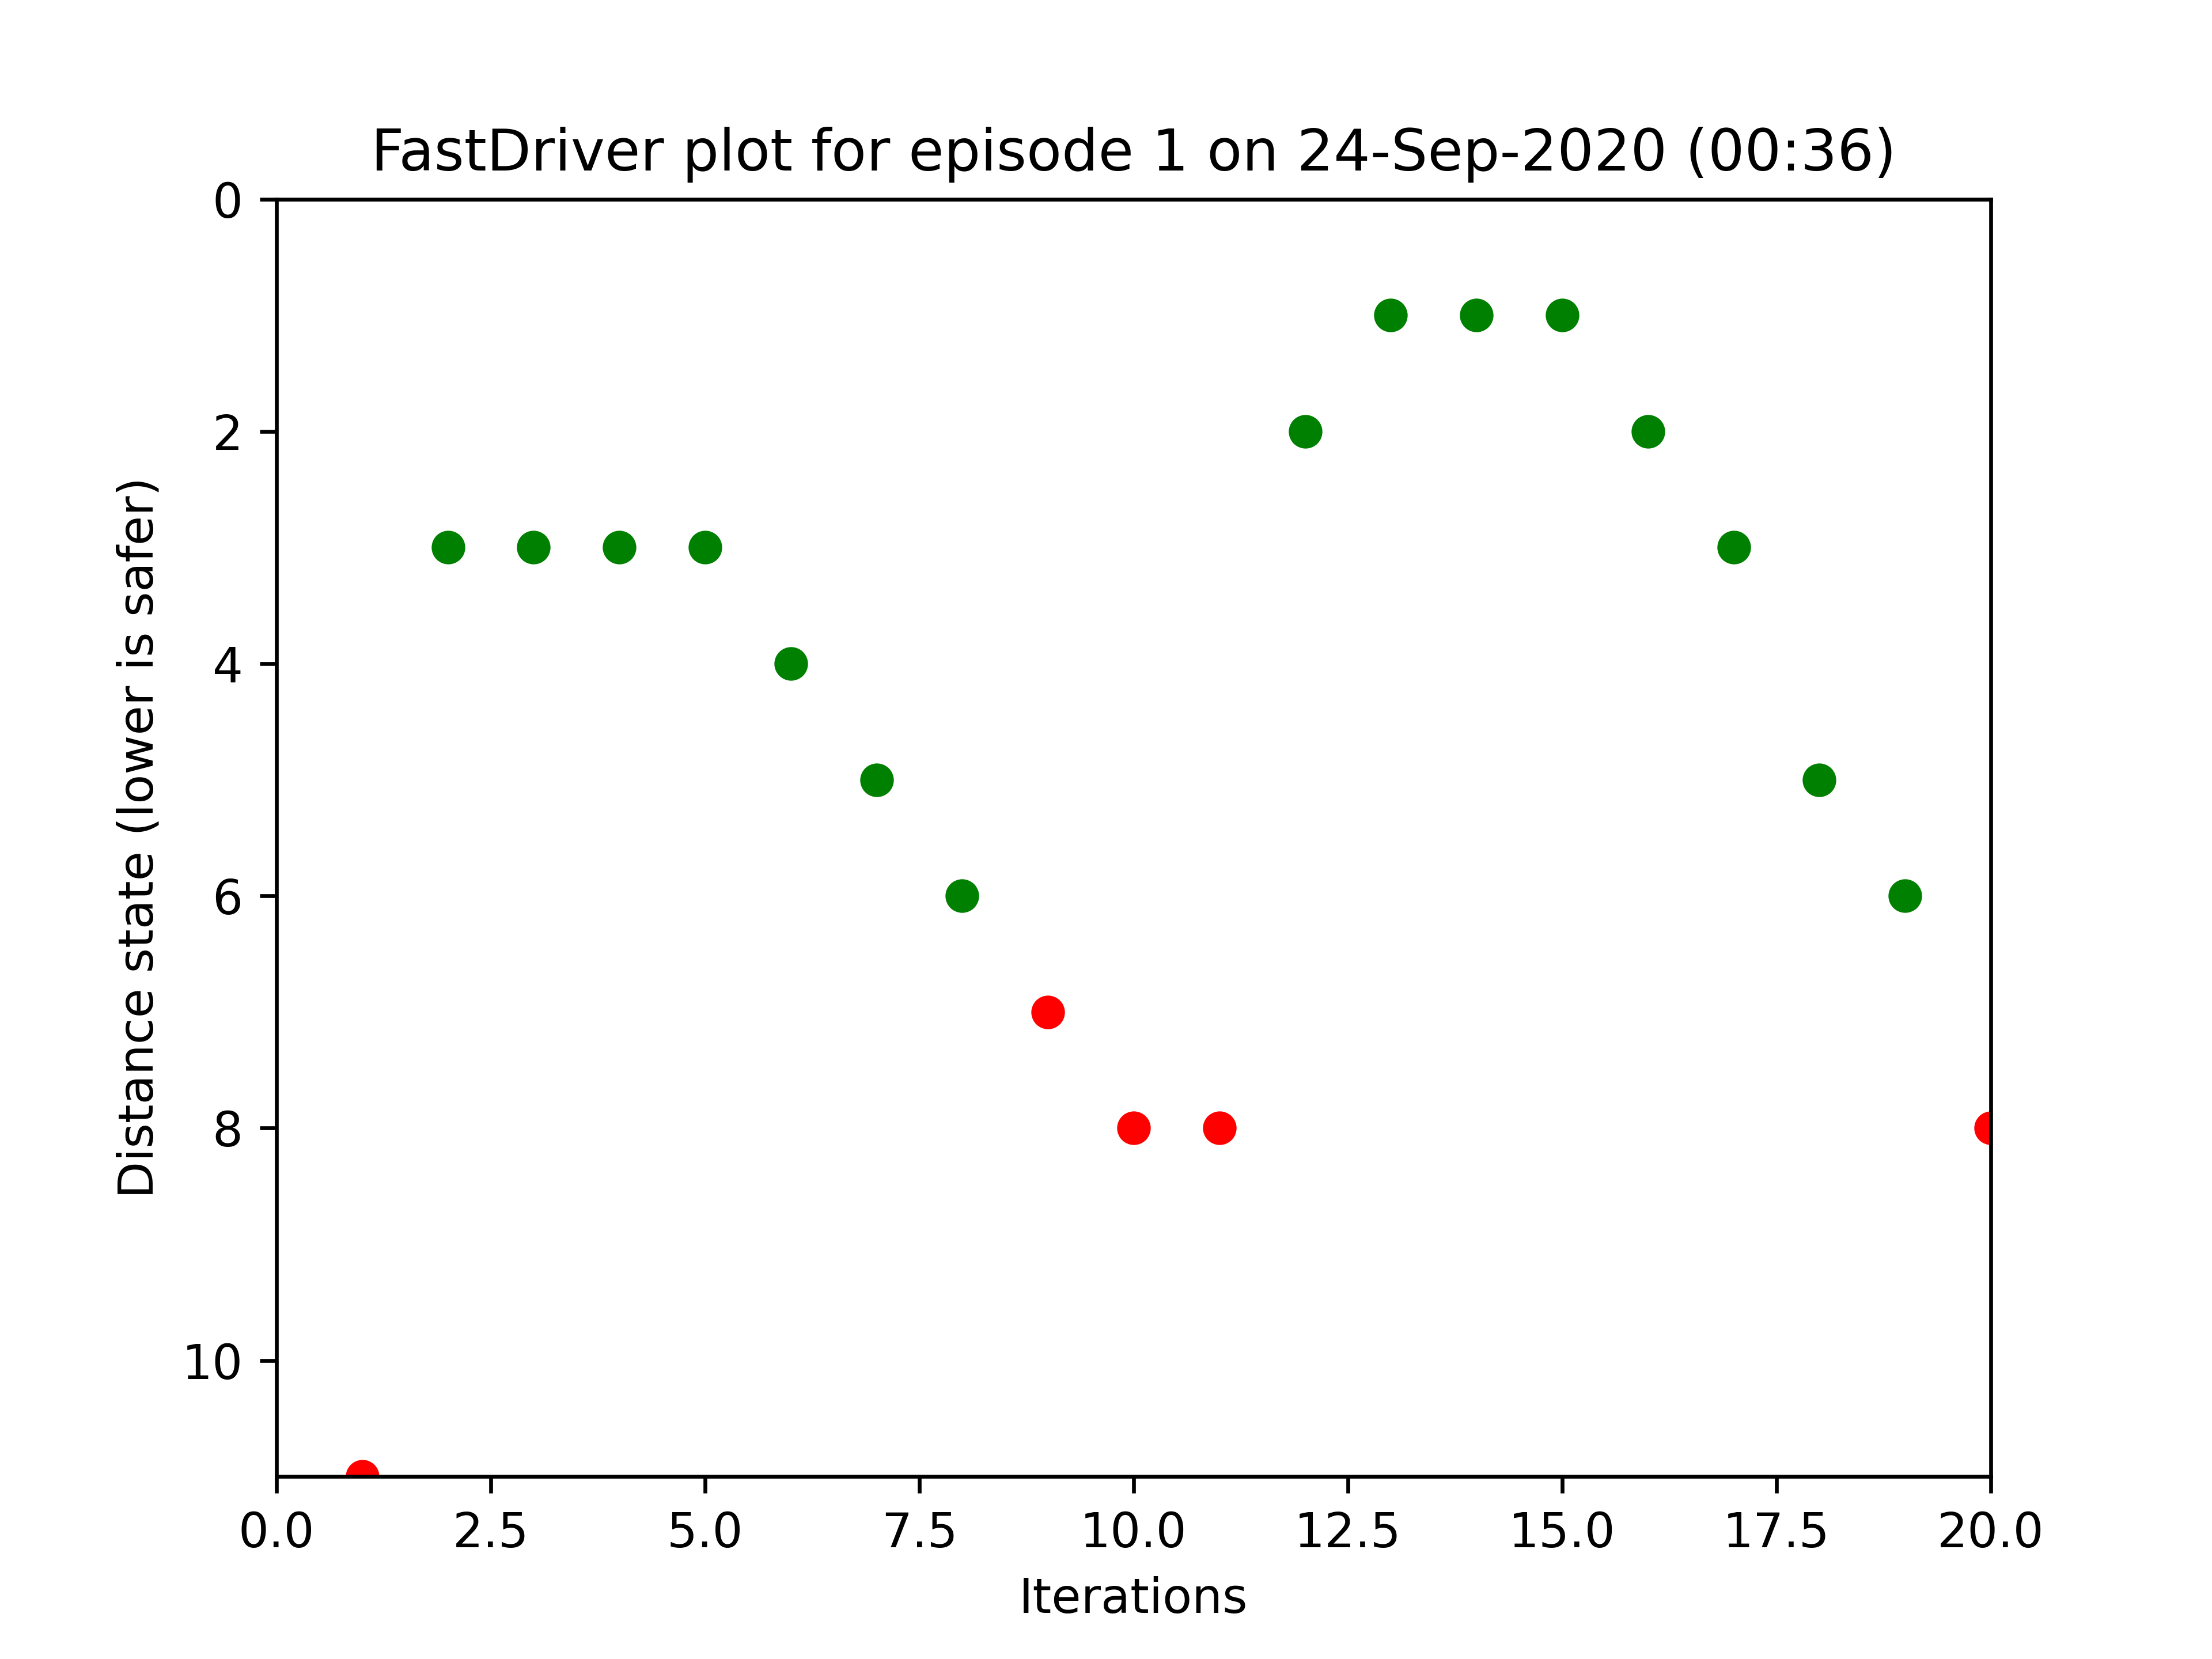 FastDriver plot for episode 1 on 24-Sep-2020 (00:36)
0
2
4
6
8
10
Distance state (lower is safer)
0.0 2.5 5.0 7.5 10.0 12.5 15.0 17.5 20.0
Iterations